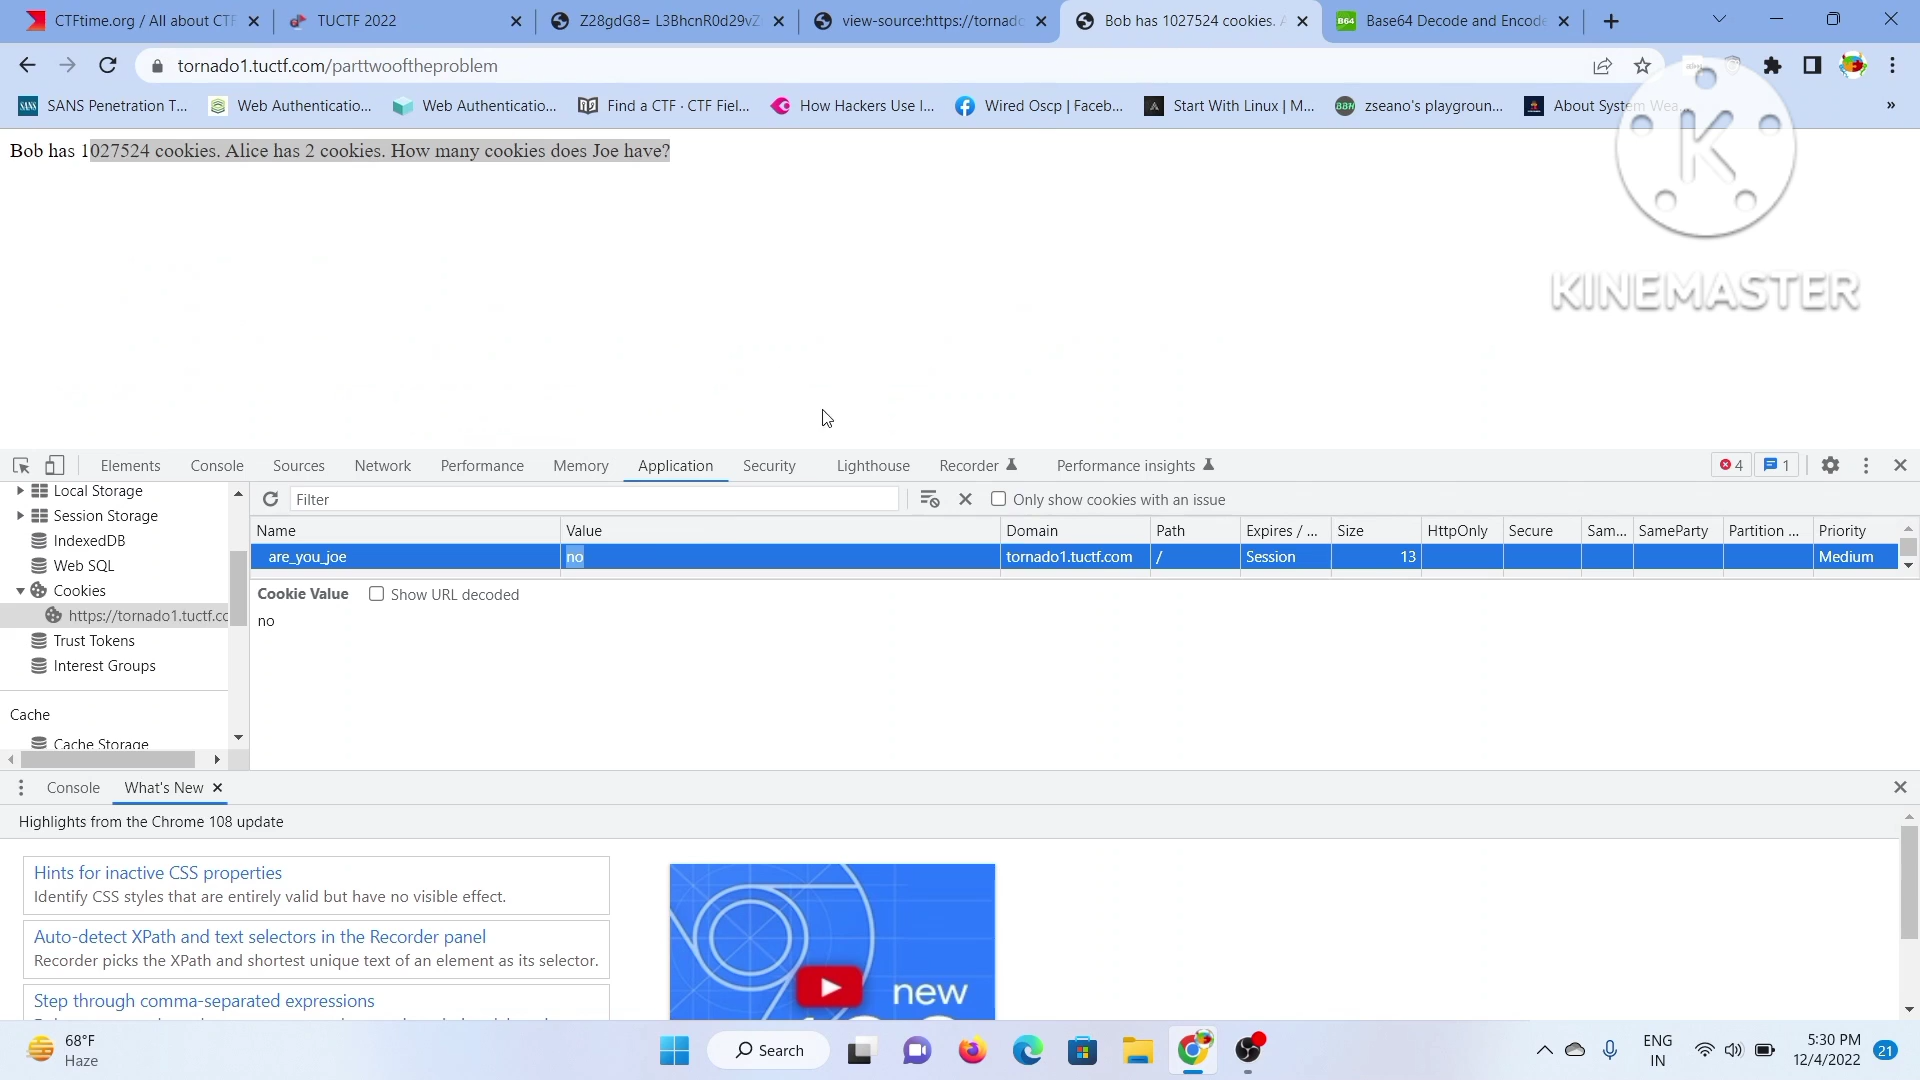 CTFtime.org / All about CTF
TUCTF 2022
Z28gdG8= L3BhcnR0d29vZ
view-source:https://tornado
Bob has 1027524 cookies. A
B64 Base64 Decode and Encode
tornado1.tuctf.com/parttwooftheproblem
SANS SANS Penetration T...
Web Authenticatio...
Web Authenticatio...
Find a CTF · CTF Fiel...
How Hackers Use I...
Wired Oscp | Faceb...
Start With Linux | M...
BBH zseano's playgroun...
About System Wea...
»
Bob has 1027524 cookies. Alice has 2 cookies. How many cookies does Joe have?
K
KINEMASTER
Elements Console Sources Network Performance Memory Application Security Lighthouse Recorder Performance insights 4 1
Local Storage
Session Storage
IndexedDB
Web SQL
Cookies
https://tornado1.tuctf.co
Trust Tokens
Interest Groups
Cache
Cache Storage
Filter
Only show cookies with an issue
Name Value Domain Path Expires / ... Size HttpOnly Secure Sam... SameParty Partition ... Priority
are_you_joe no tornado1.tuctf.com / Session 13 Medium
Cookie Value Show URL decoded
no
Console What's New
Highlights from the Chrome 108 update
Hints for inactive CSS properties
Identify CSS styles that are entirely valid but have no visible effect.
Auto-detect XPath and text selectors in the Recorder panel
Recorder picks the XPath and shortest unique text of an element as its selector.
Step through comma-separated expressions
new
68°F
Haze
Search
ENG
IN
5:30 PM
12/4/2022
21